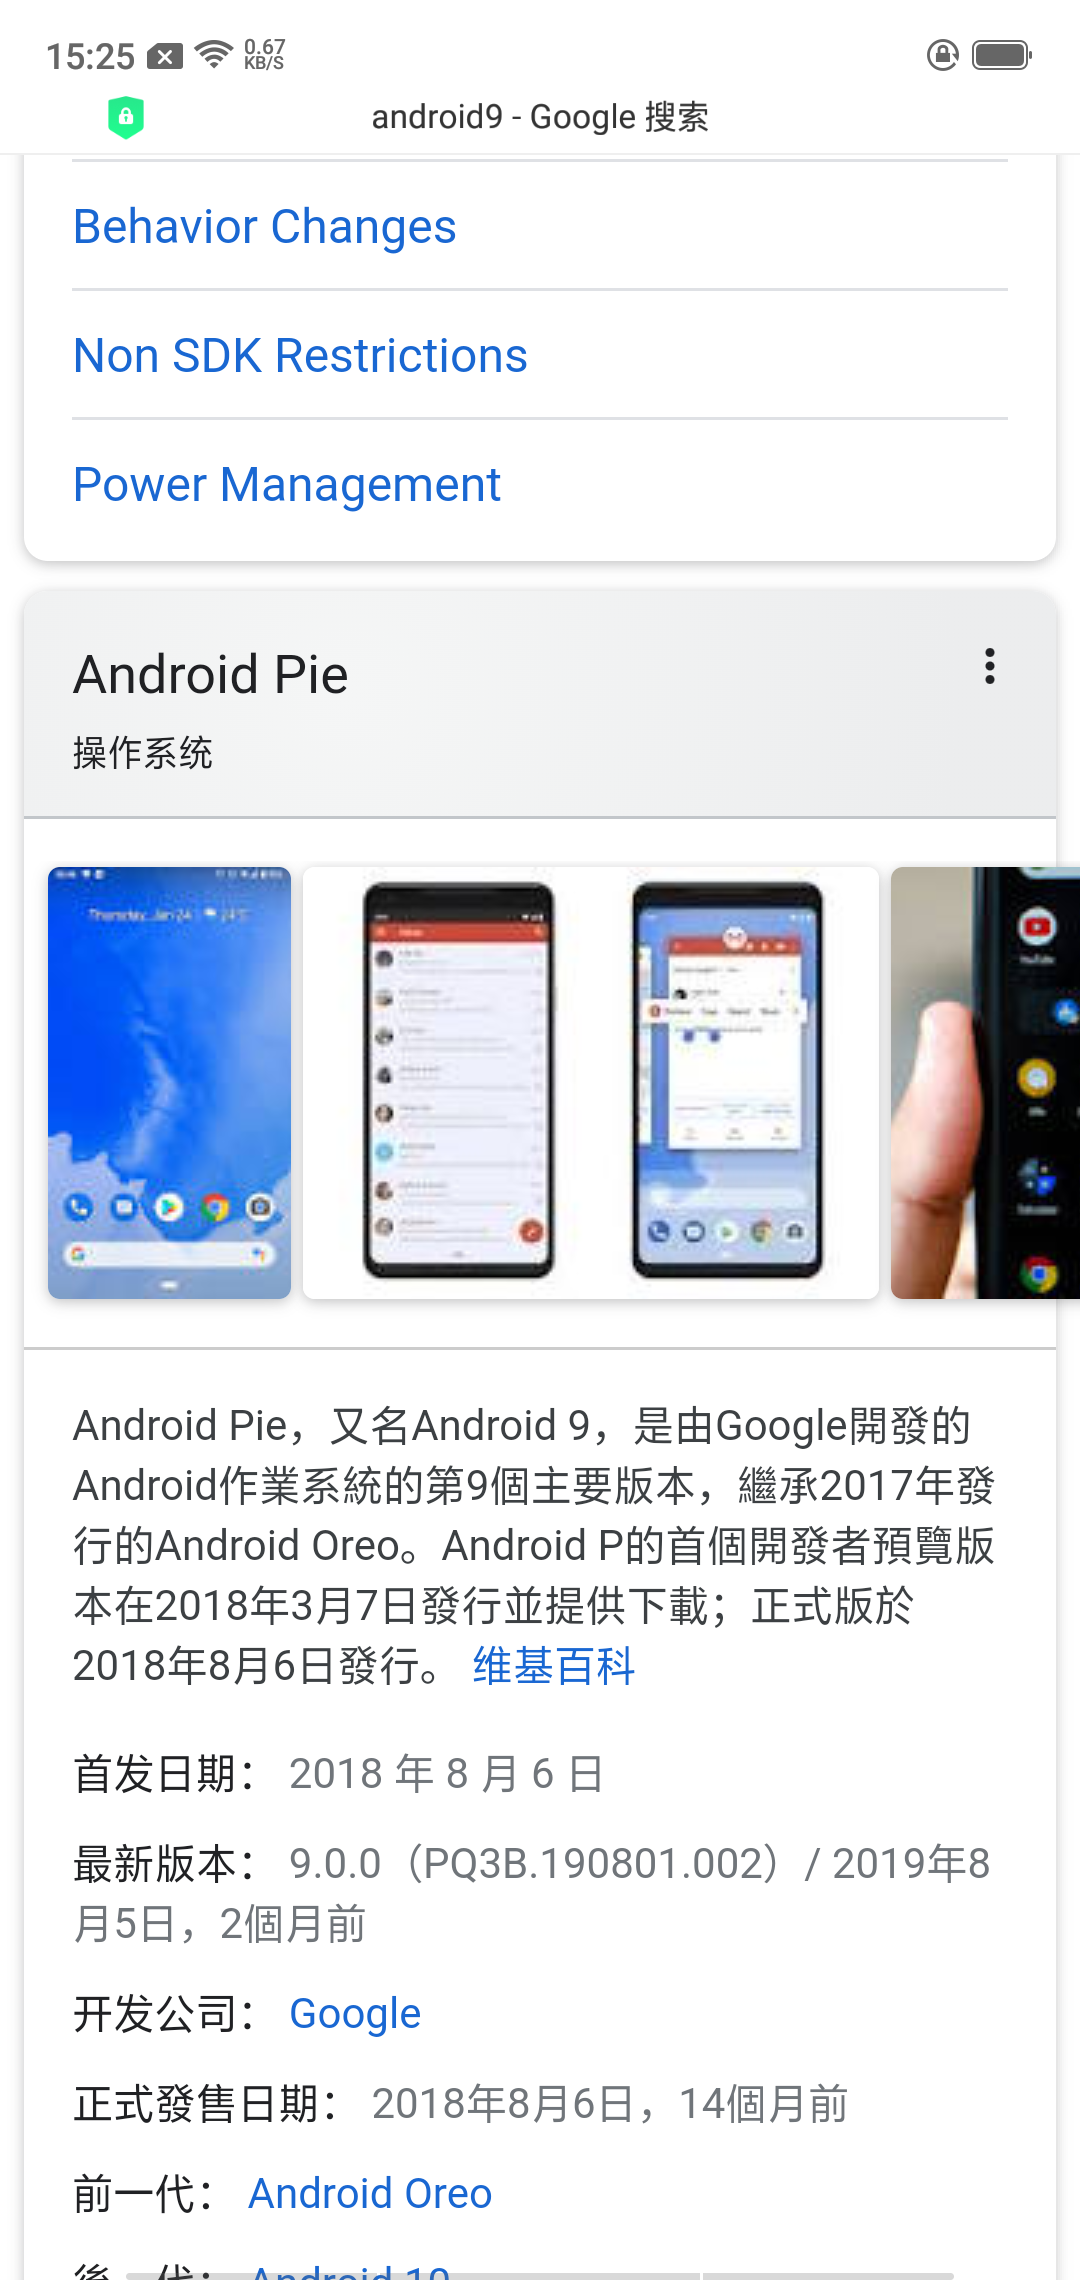 15:25
0.67
KB/S
android9 - Google 搜索
Behavior Changes
Non SDK Restrictions
Power Management
Android Pie
操作系统
Thursday, Jan 24
24°C
YouTube
Android Pie，又名Android 9，是由Google開發的
Android作業系統的第9個主要版本，繼承2017年發
行的Android Oreo。Android P的首個開發者預覽版
本在2018年3月7日發行並提供下載；正式版於
2018年8月6日發行。 维基百科
首发日期： 2018 年 8 月 6 日
最新版本： 9.0.0（PQ3B.190801.002） / 2019年8
月5日，2個月前
开发公司： Google
正式發售日期： 2018年8月6日，14個月前
前一代： Android Oreo
後一代： Android 10